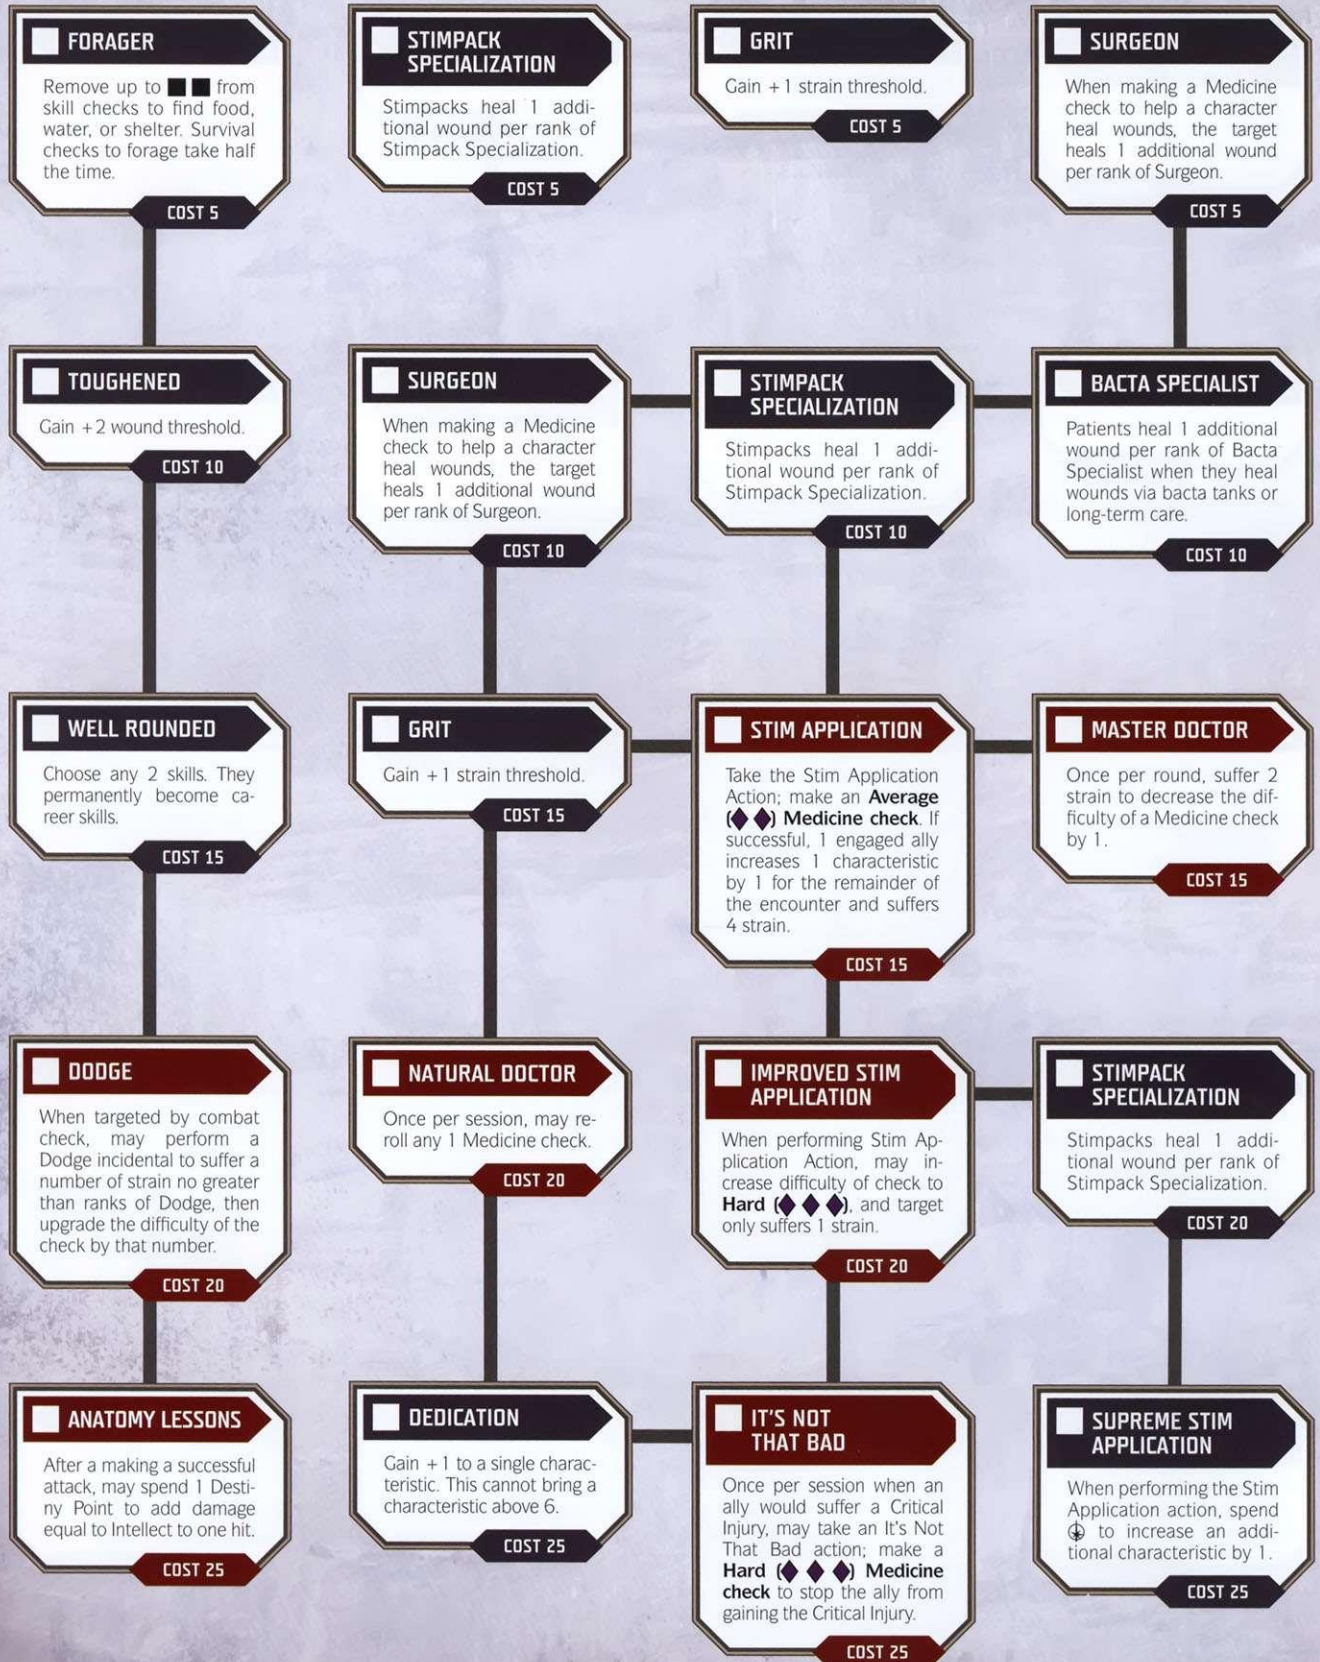 FORAGER
Remove up to ■ ■ from
skill checks to find food,
water, or shelter. Survival
checks to forage take half
the time.
COST 5
STIMPACK
SPECIALIZATION
Stimpacks heal 1 addi-
tional wound per rank of
Stimpack Specialization.
COST 5
GRIT
Gain +1 strain threshold.
COST 5
SURGEON
When making a Medicine
check to help a character
heal wounds, the target
heals 1 additional wound
per rank of Surgeon.
COST 5
TOUGHENED
Gain +2 wound threshold.
COST 10
SURGEON
When making a Medicine
check to help a character
heal wounds, the target
heals 1 additional wound
per rank of Surgeon.
COST 10
STIMPACK
SPECIALIZATION
Stimpacks heal 1 addi-
tional wound per rank of
Stimpack Specialization.
COST 10
BACTA SPECIALIST
Patients heal 1 additional
wound per rank of Bacta
Specialist when they heal
wounds via bacta tanks or
long-term care.
COST 10
WELL ROUNDED
Choose any 2 skills. They
permanently become ca-
reer skills.
COST 15
GRIT
Gain +1 strain threshold.
COST 15
STIM APPLICATION
Take the Stim Application
Action; make an Average
(◆ ◆) Medicine check. If
successful, 1 engaged ally
increases 1 characteristic
by 1 for the remainder of
the encounter and suffers
4 strain.
COST 15
MASTER DOCTOR
Once per round, suffer 2
strain to decrease the dif-
ficulty of a Medicine check
by 1.
COST 15
DODGE
When targeted by combat
check, may perform a
Dodge incidental to suffer a
number of strain no greater
than ranks of Dodge, then
upgrade the difficulty of the
check by that number.
COST 20
NATURAL DOCTOR
Once per session, may re-
roll any 1 Medicine check.
COST 20
IMPROVED STIM
APPLICATION
When performing Stim Ap-
plication Action, may in-
crease difficulty of check to
Hard (◆ ◆ ◆), and target
only suffers 1 strain.
COST 20
STIMPACK
SPECIALIZATION
Stimpacks heal 1 addi-
tional wound per rank of
Stimpack Specialization.
COST 20
ANATOMY LESSONS
After a making a successful
attack, may spend 1 Desti-
ny Point to add damage
equal to Intellect to one hit.
COST 25
DEDICATION
Gain +1 to a single charac-
teristic. This cannot bring a
characteristic above 6.
COST 25
IT'S NOT
THAT BAD
Once per session when an
ally would suffer a Critical
Injury, may take an It's Not
That Bad action; make a
Hard (◆ ◆ ◆) Medicine
check to stop the ally from
gaining the Critical Injury.
COST 25
SUPREME STIM
APPLICATION
When performing the Stim
Application action, spend
to increase an addi-
tional characteristic by 1.
COST 25